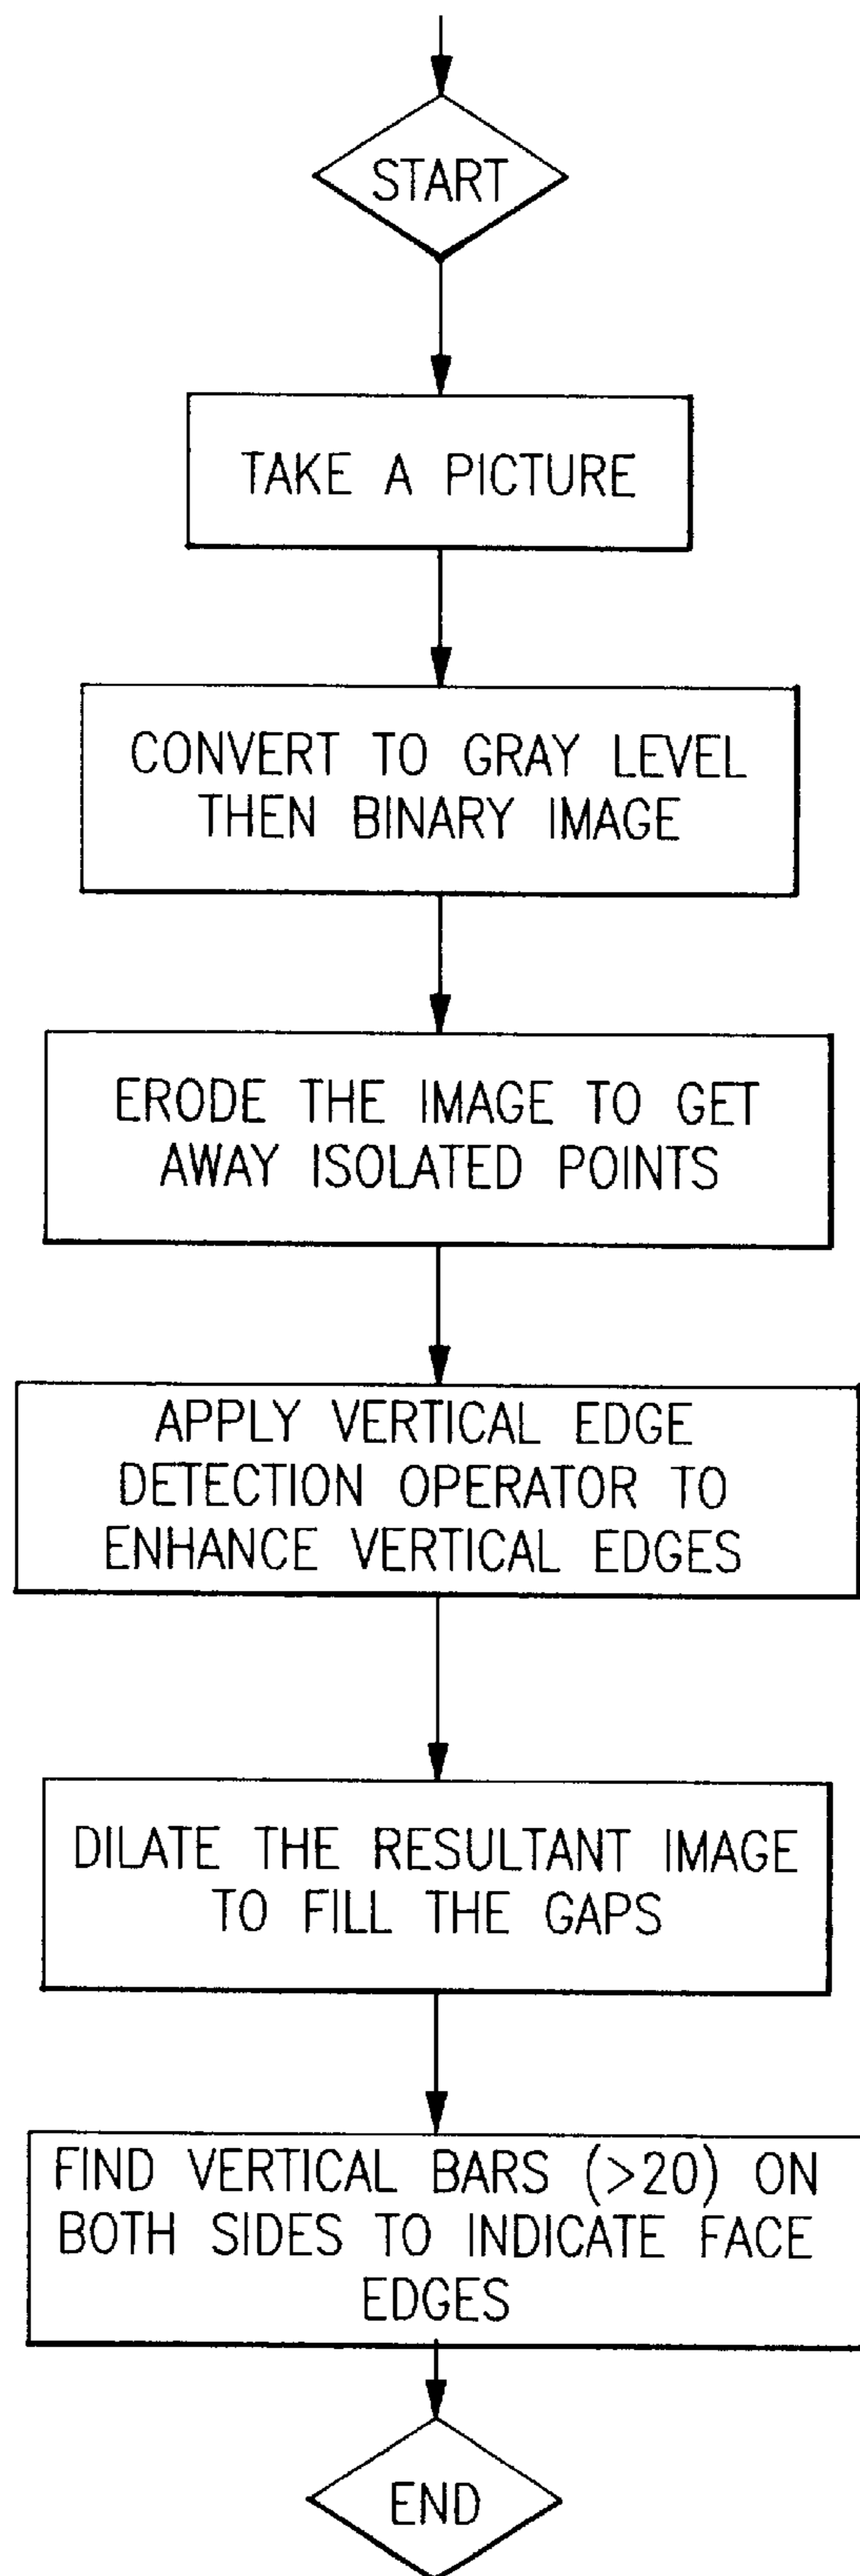 START
TAKE A PICTURE
CONVERT TO GRAY LEVEL
THEN BINARY IMAGE
ERODE THE IMAGE TO GET
AWAY ISOLATED POINTS
APPLY VERTICAL EDGE
DETECTION OPERATOR TO
ENHANCE VERTICAL EDGES
DILATE THE RESULTANT IMAGE
TO FILL THE GAPS
FIND VERTICAL BARS (>20) ON
BOTH SIDES TO INDICATE FACE
EDGES
END